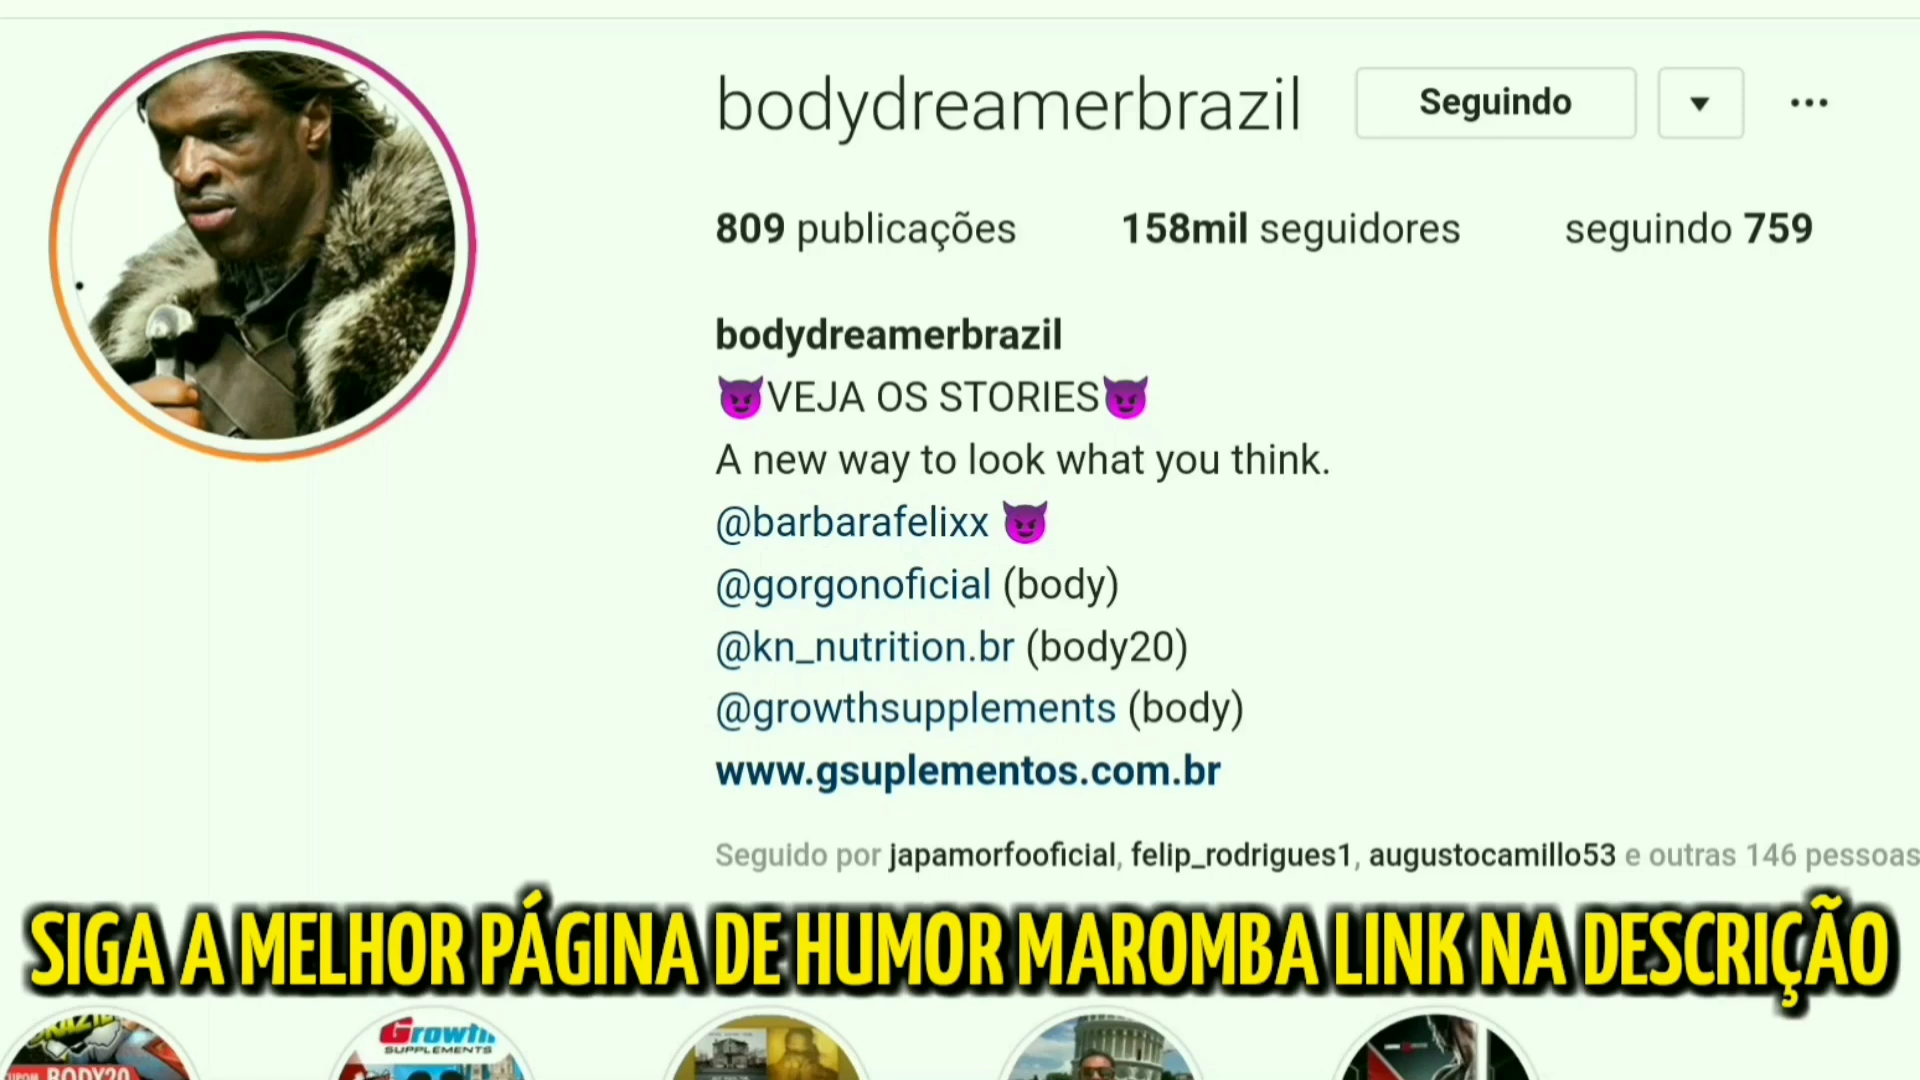 bodydreamerbrazil Seguindo ▼ •••
809 publicações 158mil seguidores seguindo 759
bodydreamerbrazil
😈VEJA OS STORIES😈
A new way to look what you think.
@barbarafelixx 😈
@gorgonoficial (body)
@kn_nutrition.br (body20)
@growthsupplements (body)
www.gsuplementos.com.br
Seguido por japamorfooficial, felip_rodrigues1, augustocamillo53 e outras 146 pessoas
SIGA A MELHOR PÁGINA DE HUMOR MAROMBA LINK NA DESCRIÇÃO
Growth
SUPPLEMENTS
BODY20